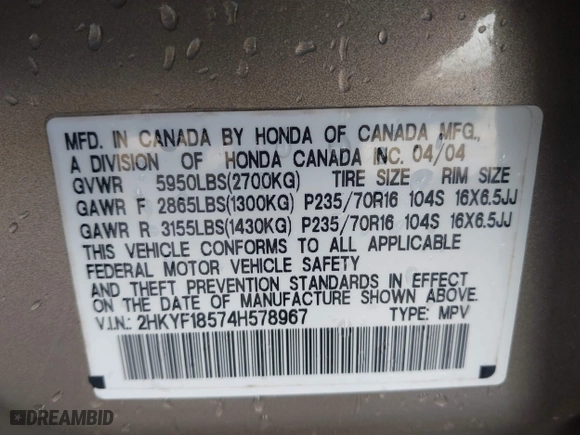 MFD. IN CANADA BY HONDA OF CANADA MFG.,
A DIVISION OF HONDA CANADA INC. 04/04
GVWR 5950LBS(2700KG) TIRE SIZE RIM SIZE
GAWR F 2865LBS(1300KG) P235/70R16 104S 16X6.5JJ
GAWR R 3155LBS(1430KG) P235/70R16 104S 16X6.5JJ
THIS VEHICLE CONFORMS TO ALL APPLICABLE
FEDERAL MOTOR VEHICLE SAFETY
AND THEFT PREVENTION STANDARDS IN EFFECT
ON THE DATE OF MANUFACTURE SHOWN ABOVE.
V.I.N.: 2HKYF18574H578967 TYPE: MPV
DREAMBID